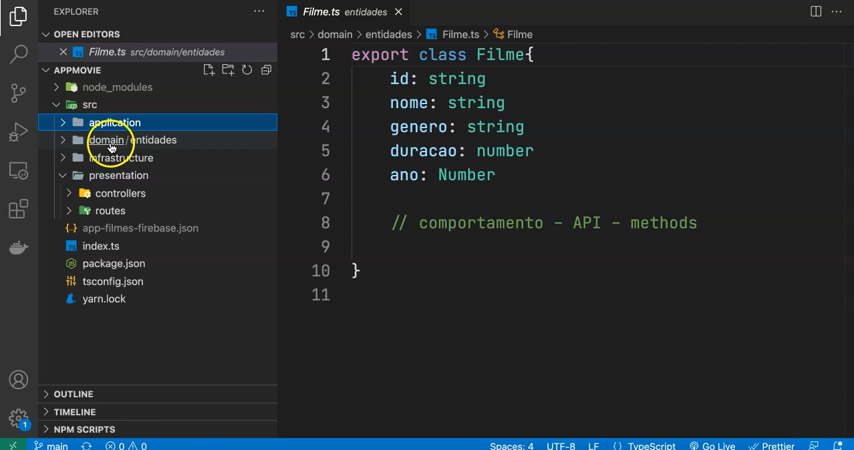 EXPLORER
OPEN EDITORS
Filme.ts src/domain/entidades
APPMOVIE
node_modules
src
application
domain / entidades
infrastructure
presentation
controllers
routes
app-filmes-firebase.json
index.ts
package.json
tsconfig.json
yarn.lock
OUTLINE
TIMELINE
NPM SCRIPTS
Filme.ts entidades
src > domain > entidades > Filme.ts > Filme
1 export class Filme{
2 id: string
3 nome: string
4 genero: string
5 duracao: number
6 ano: Number
7
8 // comportamento - API - methods
9
10 }
11
1
main 0 0 Spaces: 4 UTF-8 LF {} TypeScript Go Live Prettier